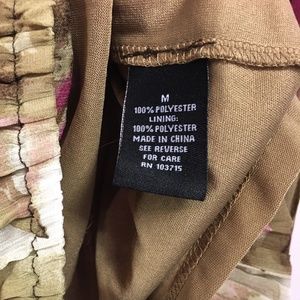 M
100% POLYESTER
LINING:
100% POLYESTER
MADE IN CHINA
SEE REVERSE
FOR CARE
RN 103715